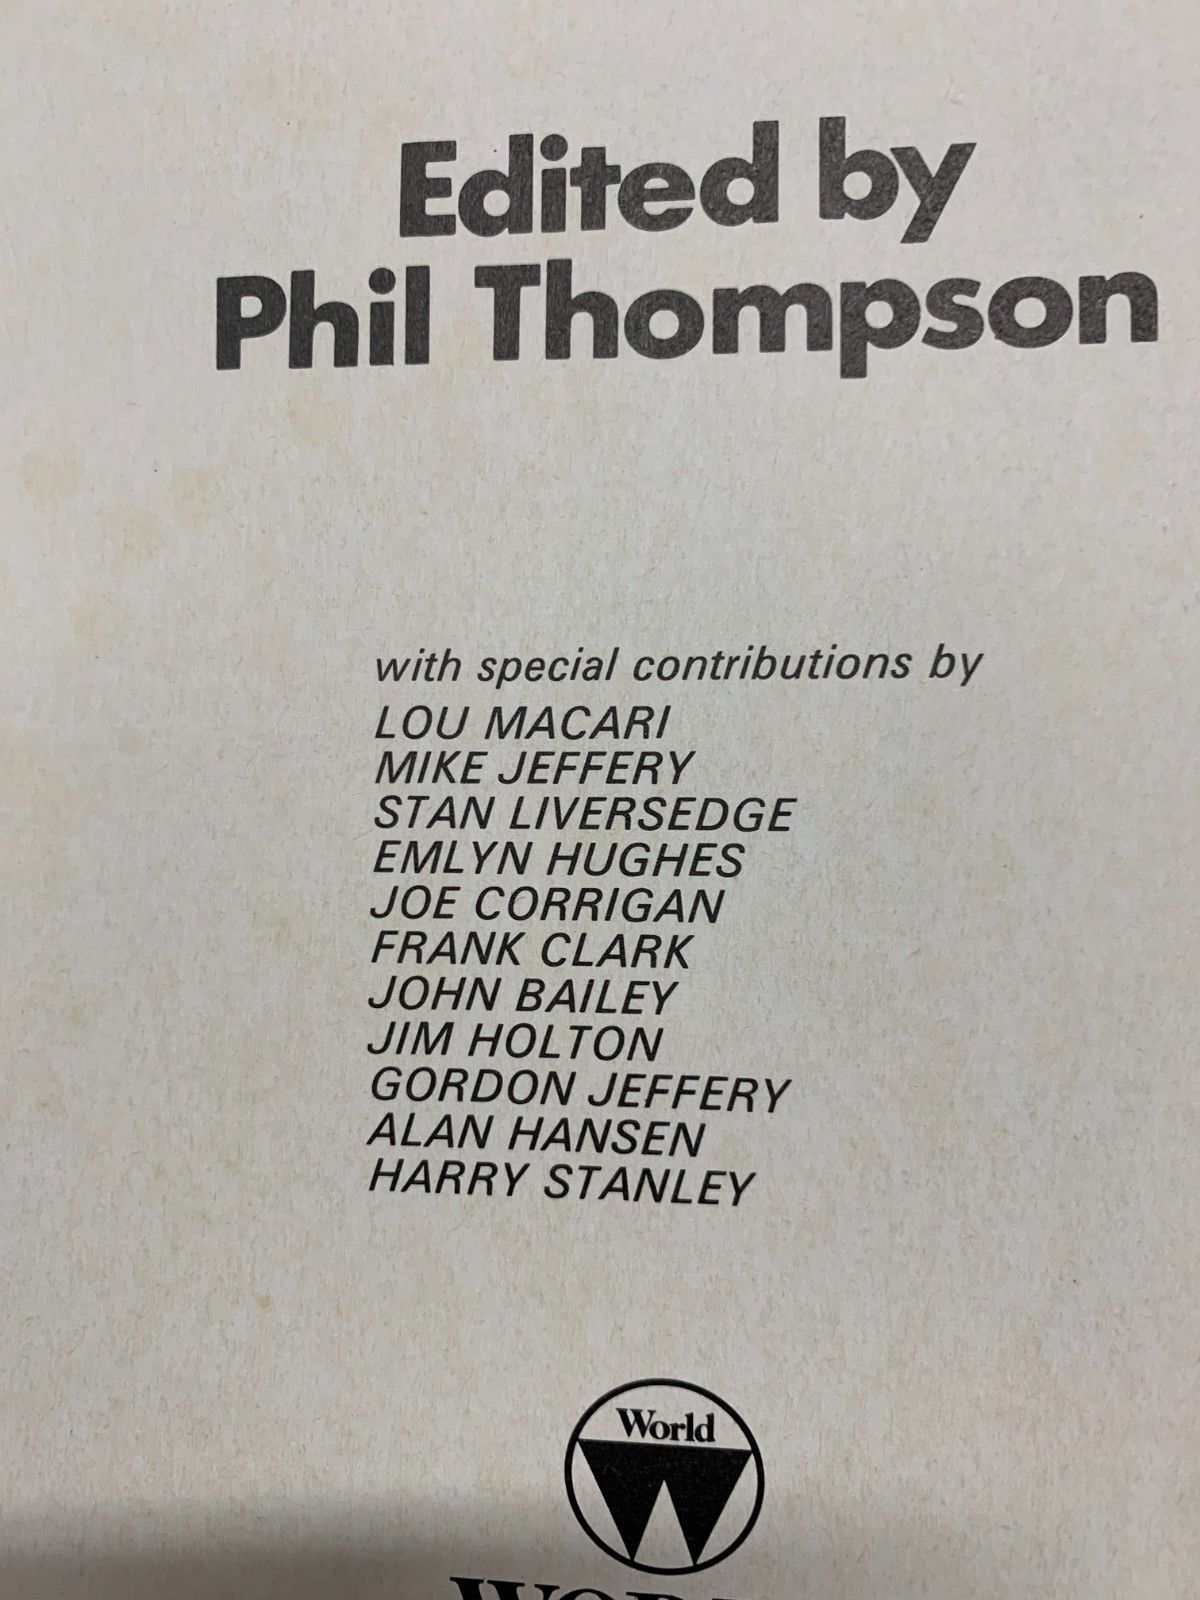 Edited by
Phil Thompson
with special contributions by
LOU MACARI
MIKE JEFFERY
STAN LIVERSEDGE
EMLYN HUGHES
JOE CORRIGAN
FRANK CLARK
JOHN BAILEY
JIM HOLTON
GORDON JEFFERY
ALAN HANSEN
HARRY STANLEY
World